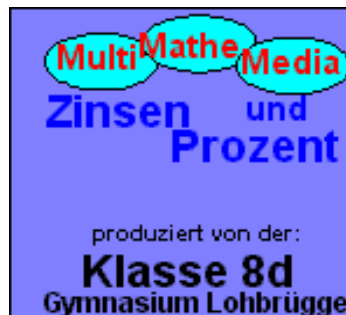 Multi Mathe Media
Zinsen und
Prozent
produziert von der:
Klasse 8d
Gymnasium Lohbrügge